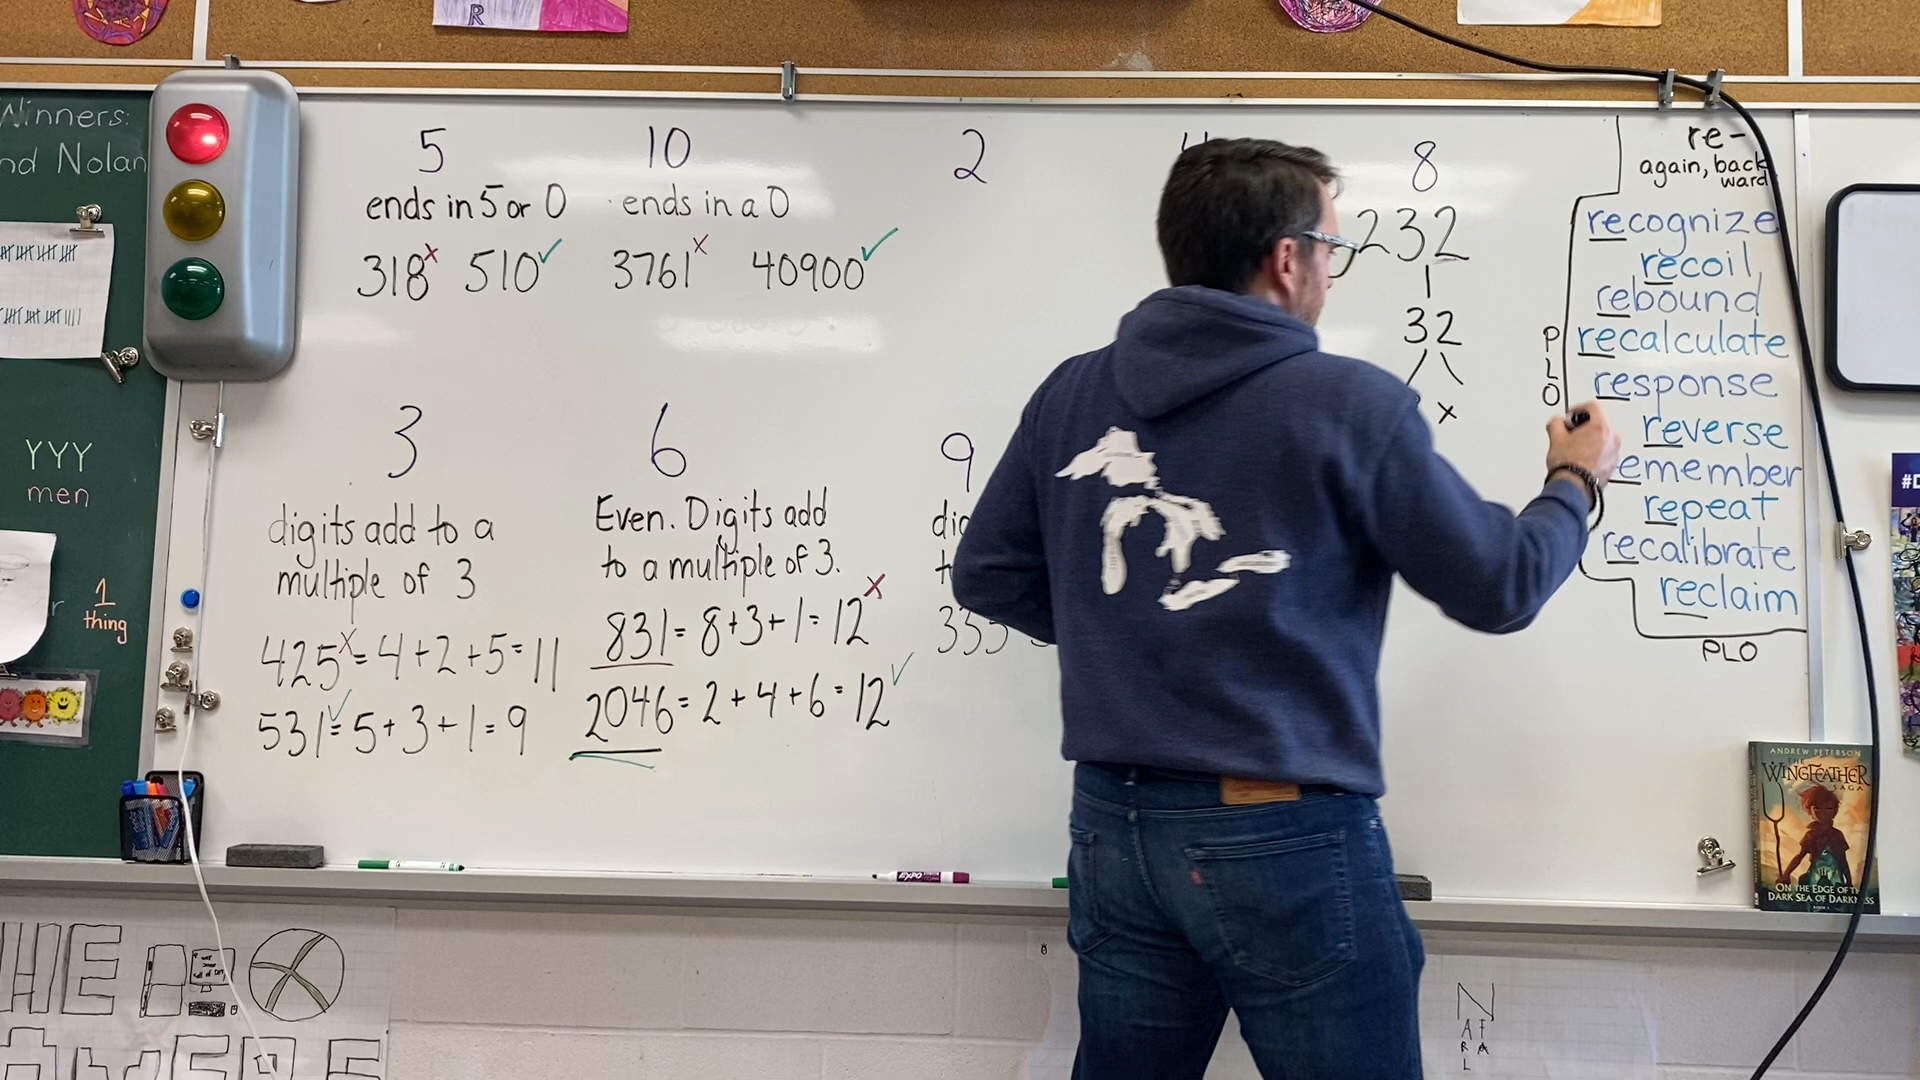 Winners:
nd Nolan
YYY
men
1
thing
5
ends in 5 or 0
318 x 510 ✓
10
ends in a 0
3761 x 40900 ✓
2
8
232
32
x
3
digits add to a
multiple of 3
425 x = 4+2+5=11
531 ✓ = 5+3+1=9
6
Even. Digits add
to a multiple of 3.
831 = 8+3+1=12 x
2046 = 2+4+6=12 ✓
9
re-
again, back
ward
recognize
recoil
rebound
recalculate
response
reverse
emember
repeat
recalibrate
reclaim
PLO
PLO
EXPO
ANDREW PETERSON
THE
WINGFEATHER
SAGA
ON THE EDGE OF TH
DARK SEA OF DARKNESS
#D
R
HE